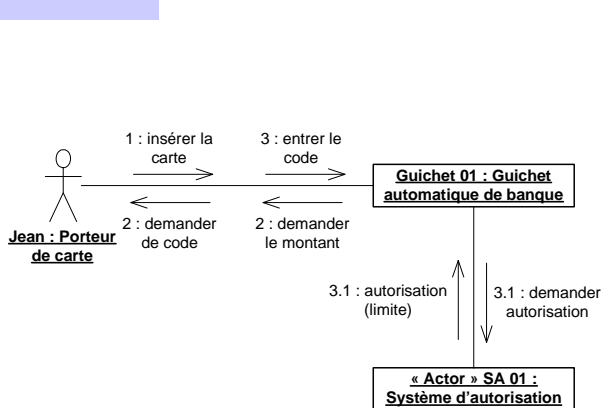 1 : insérer la
carte
3 : entrer le
code
Guichet 01 : Guichet
automatique de banque
Jean : Porteur
de carte
2 : demander
de code
2 : demander
le montant
3.1 : autorisation
(limite)
3.1 : demander
autorisation
« Actor » SA 01 :
Système d'autorisation